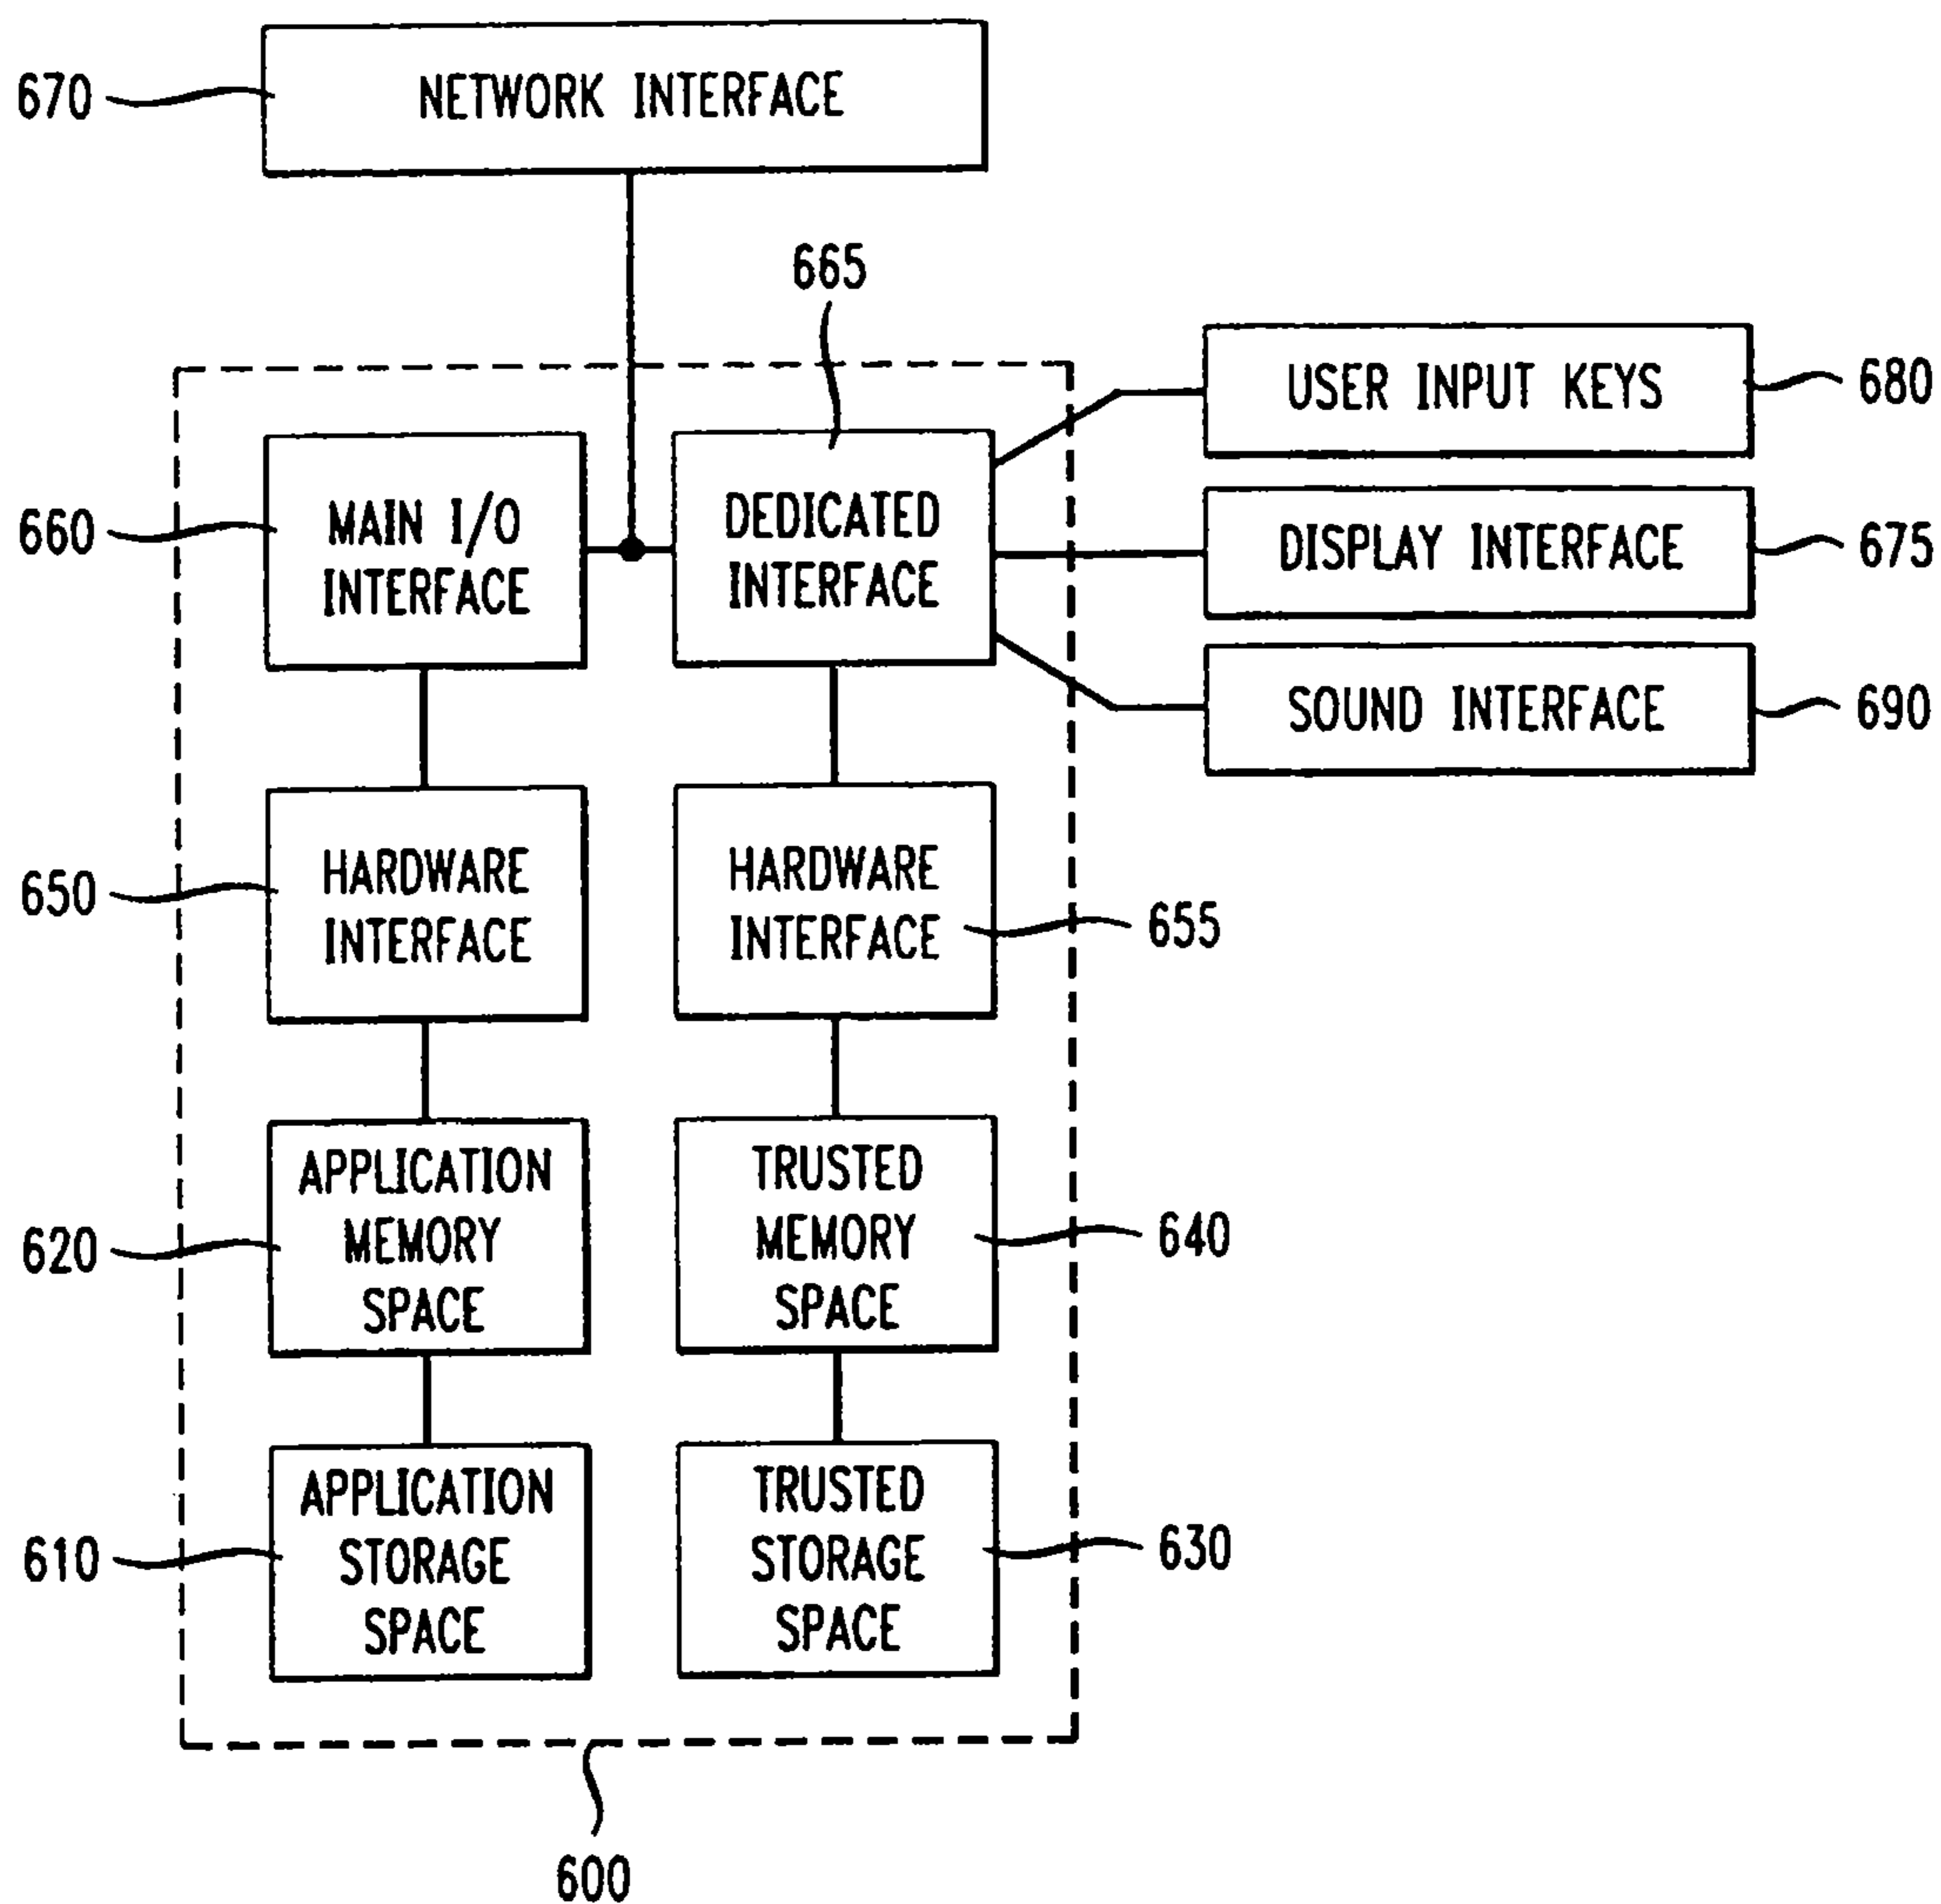 670
NETWORK INTERFACE
665
660
MAIN I/O
INTERFACE
DEDICATED
INTERFACE
USER INPUT KEYS
680
DISPLAY INTERFACE
675
SOUND INTERFACE
690
650
HARDWARE
INTERFACE
HARDWARE
INTERFACE
655
620
APPLICATION
MEMORY
SPACE
TRUSTED
MEMORY
SPACE
640
610
APPLICATION
STORAGE
SPACE
TRUSTED
STORAGE
SPACE
630
600